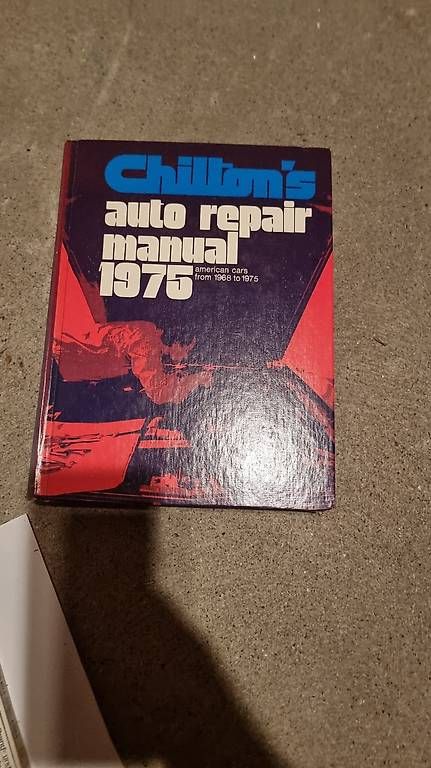 Chilton's
auto repair
manual
1975
american cars
from 1968 to 1975